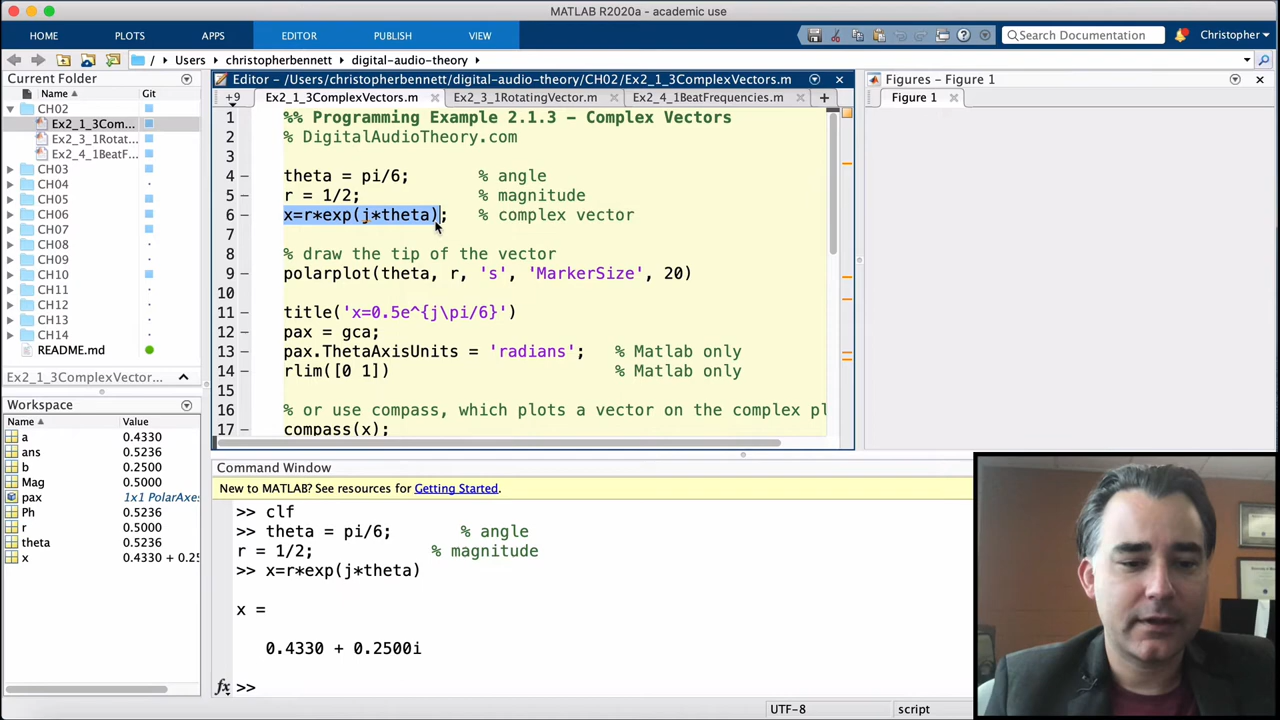 MATLAB R2020a - academic use
HOME PLOTS APPS EDITOR PUBLISH VIEW Search Documentation Christopher
/ Users christopherbennett digital-audio-theory
Current Folder
Name Git
CH02
Ex2_1_3Com...
Ex2_3_1Rotat...
Ex2_4_1BeatF...
CH03
CH04
CH05
CH06
CH07
CH08
CH09
CH10
CH11
CH12
CH13
CH14
README.md
Ex2_1_3ComplexVector...
Workspace
Name Value
a 0.4330
ans 0.5236
b 0.2500
Mag 0.5000
pax 1x1 PolarAxe
Ph 0.5236
r 0.5000
theta 0.5236
x 0.4330 + 0.25
Editor - /Users/christopherbennett/digital-audio-theory/CH02/Ex2_1_3ComplexVectors.m
+9 Ex2_1_3ComplexVectors.m Ex2_3_1RotatingVector.m Ex2_4_1BeatFrequencies.m +
1 %% Programming Example 2.1.3 - Complex Vectors
2 % DigitalAudioTheory.com
3
4 - theta = pi/6; % angle
5 - r = 1/2; % magnitude
6 - x=r*exp(j*theta); % complex vector
7
8 % draw the tip of the vector
9 - polarplot(theta, r, 's', 'MarkerSize', 20)
10
11 - title('x=0.5e^{j\pi/6}')
12 - pax = gca;
13 - pax.ThetaAxisUnits = 'radians'; % Matlab only
14 - rlim([0 1]) % Matlab only
15
16 % or use compass, which plots a vector on the complex pl
17 - compass(x);
Figures - Figure 1
Figure 1
Command Window
New to MATLAB? See resources for Getting Started.
>> clf
>> theta = pi/6; % angle
r = 1/2; % magnitude
>> x=r*exp(j*theta)
x =
0.4330 + 0.2500i
fx >>
UTF-8 script